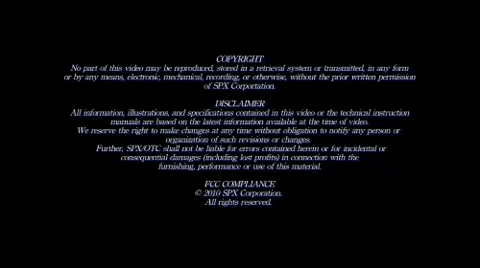 COPYRIGHT
No part of this video may be reproduced, stored in a retrieval system or transmitted, in any form
or by any means, electronic, mechanical, recording, or otherwise, without the prior written permission
of SPX Corportation.
DISCLAIMER
All information, illustrations, and specifications contained in this video or the technical instruction
manuals are based on the latest information available at the time of video.
We reserve the right to make changes at any time without obligation to notify any person or
organization of such revisions or changes.
Further, SPX/OTC shall not be liable for errors contained herem or for incidental or
consequential damages (including lost profits) in connection with the
furnishing, performance or use of this material.
FCC COMPLIANCE
© 2010 SPX Corporation.
All rights reserved.